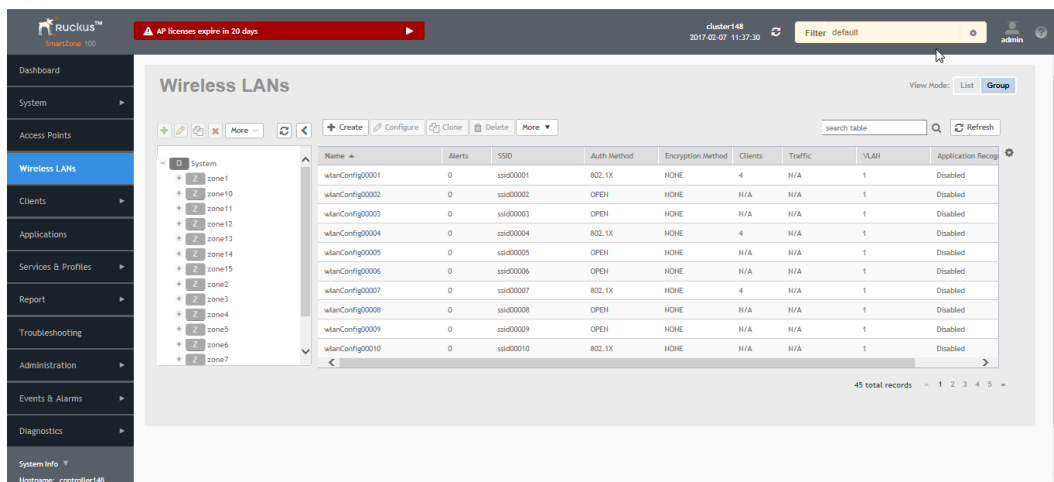 RUCKUS™
SmartZone 100
AP licenses expire in 20 days
cluster148
2017-02-07 11:37:30
Filter default
admin
Dashboard
System
Access Points
Wireless LANs
Clients
Applications
Services & Profiles
Report
Troubleshooting
Administration
Events & Alarms
Diagnostics
System Info
Hostname: controller148
Wireless LANs
View Mode: List Group
More
Create Configure Clone Delete More
search table
Refresh
D System
Z zone1
Z zone10
Z zone11
Z zone12
Z zone13
Z zone14
Z zone15
Z zone2
Z zone3
Z zone4
Z zone5
Z zone6
Z zone7
Name Alerts SSID Auth Method Encryption Method Clients Traffic VLAN Application Recog
wlanConfig00001 0 ssid00001 802.1X NONE 4 N/A 1 Disabled
wlanConfig00002 0 ssid00002 OPEN NONE N/A N/A 1 Disabled
wlanConfig00003 0 ssid00003 OPEN NONE N/A N/A 1 Disabled
wlanConfig00004 0 ssid00004 802.1X NONE 4 N/A 1 Disabled
wlanConfig00005 0 ssid00005 OPEN NONE N/A N/A 1 Disabled
wlanConfig00006 0 ssid00006 OPEN NONE N/A N/A 1 Disabled
wlanConfig00007 0 ssid00007 802.1X NONE 4 N/A 1 Disabled
wlanConfig00008 0 ssid00008 OPEN NONE N/A N/A 1 Disabled
wlanConfig00009 0 ssid00009 OPEN NONE N/A N/A 1 Disabled
wlanConfig00010 0 ssid00010 802.1X NONE N/A N/A 1 Disabled
45 total records « 1 2 3 4 5 »